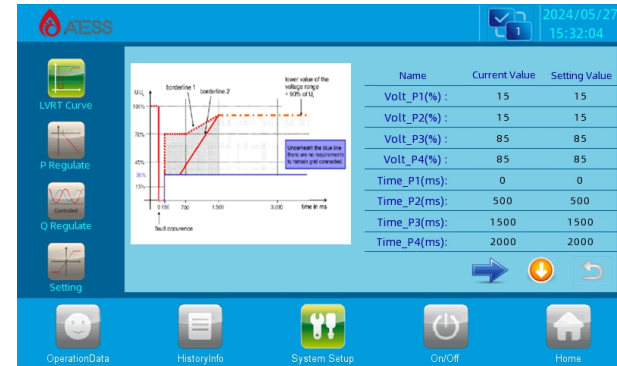 ATESS
1
2024/05/27
15:32:04
LVRT Curve
P Regulate
Controlled
Q Regulate
Setting
U/U
borderline 1
borderline 2
lower value of the
voltage range
= 90% of U
100%
70%
45%
30%
15%
0 150 700 1.500 3.000 time in ms
fault occurence
Underneath the blue line
there are no requirements
to remain grid connected.
Name Current Value Setting Value
Volt_P1(%) : 15 15
Volt_P2(%) : 15 15
Volt_P3(%) : 85 85
Volt_P4(%) : 85 85
Time_P1(ms): 0 0
Time_P2(ms): 500 500
Time_P3(ms): 1500 1500
Time_P4(ms): 2000 2000
OperationData HistoryInfo System Setup On/Off Home